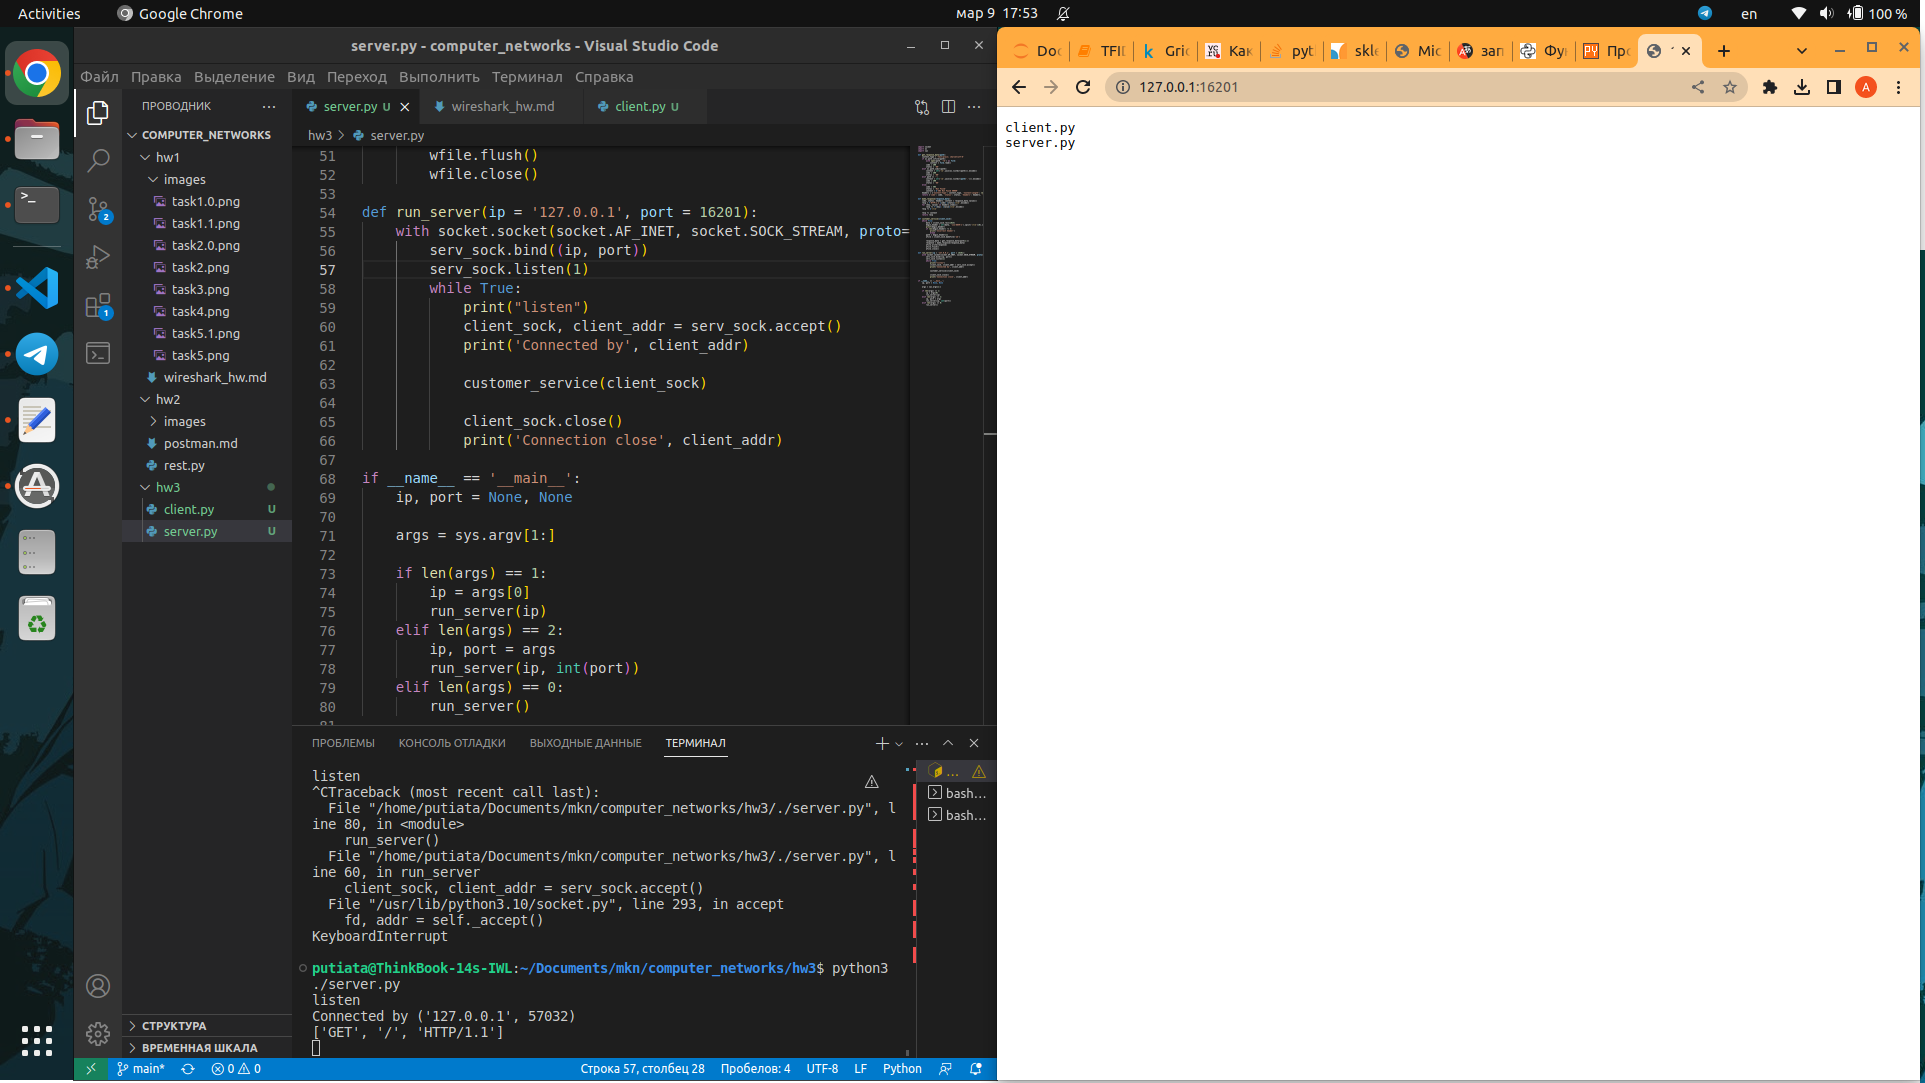 Activities
Google Chrome
мар 9 17:53
en
100 %
server.py - computer_networks - Visual Studio Code
Файл Правка Выделение Вид Переход Выполнить Терминал Справка
ПРОВОДНИК
COMPUTER_NETWORKS
hw1
images
task1.0.png
task1.1.png
task2.0.png
task2.png
task3.png
task4.png
task5.1.png
task5.png
wireshark_hw.md
hw2
images
postman.md
rest.py
hw3
client.py U
server.py U
СТРУКТУРА
ВРЕМЕННАЯ ШКАЛА
2
1
server.py U
wireshark_hw.md
client.py U
hw3 > server.py
51 wfile.flush()
52 wfile.close()
53
54 def run_server(ip = '127.0.0.1', port = 16201):
55 with socket.socket(socket.AF_INET, socket.SOCK_STREAM, proto=
56 serv_sock.bind((ip, port))
57 serv_sock.listen(1)
58 while True:
59 print("listen")
60 client_sock, client_addr = serv_sock.accept()
61 print('Connected by', client_addr)
62
63 customer_service(client_sock)
64
65 client_sock.close()
66 print('Connection close', client_addr)
67
68 if __name__ == '__main__':
69 ip, port = None, None
70
71 args = sys.argv[1:]
72
73 if len(args) == 1:
74 ip = args[0]
75 run_server(ip)
76 elif len(args) == 2:
77 ip, port = args
78 run_server(ip, int(port))
79 elif len(args) == 0:
80 run_server()
81
ПРОБЛЕМЫ КОНСОЛЬ ОТЛАДКИ ВЫХОДНЫЕ ДАННЫЕ ТЕРМИНАЛ
listen
^CTraceback (most recent call last):
File "/home/putiata/Documents/mkn/computer_networks/hw3/./server.py", l
ine 80, in <module>
run_server()
File "/home/putiata/Documents/mkn/computer_networks/hw3/./server.py", l
ine 60, in run_server
client_sock, client_addr = serv_sock.accept()
File "/usr/lib/python3.10/socket.py", line 293, in accept
fd, addr = self._accept()
KeyboardInterrupt
putiata@ThinkBook-14s-IWL:~/Documents/mkn/computer_networks/hw3$ python3
./server.py
listen
Connected by ('127.0.0.1', 57032)
['GET', '/', 'HTTP/1.1']
...
bash...
bash...
main* 0 0
Строка 57, столбец 28 Пробелов: 4 UTF-8 LF Python
Doc TFID Gric Как pyt skle Mic зап Фун Про
127.0.0.1:16201
A
client.py
server.py